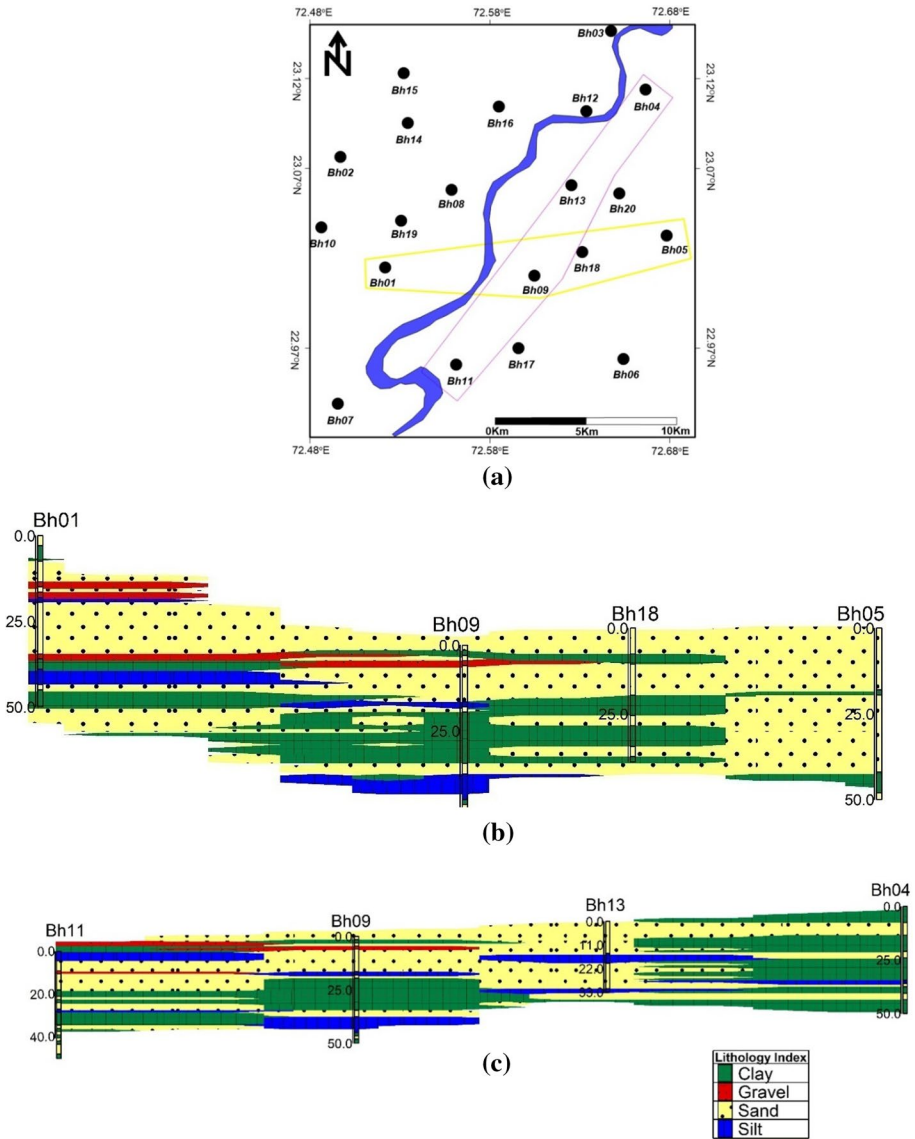 72.48°E 72.58°E 72.68°E
N
Bh03
23.12°N 23.12°N
Bh15
Bh04
Bh16
Bh12
Bh14
Bh02
23.07°N 23.07°N
Bh13
Bh08
Bh20
Bh19
Bh10
Bh05
Bh18
Bh01
Bh09
22.97°N 22.97°N
Bh11
Bh17
Bh06
Bh07
0Km 5Km 10Km
72.48°E 72.58°E 72.68°E
(a)
Bh01
0.0
25.0
50.0
Bh09
0.0
25.0
Bh18
0.0
25.0
Bh05
0.0
25.0
50.0
(b)
Bh11
0.0
20.0
40.0
Bh09
0.0
25.0
50.0
Bh13
0.0
11.0
22.0
33.0
Bh04
0.0
25.0
50.0
(c)
Lithology Index
Clay
Gravel
Sand
Silt